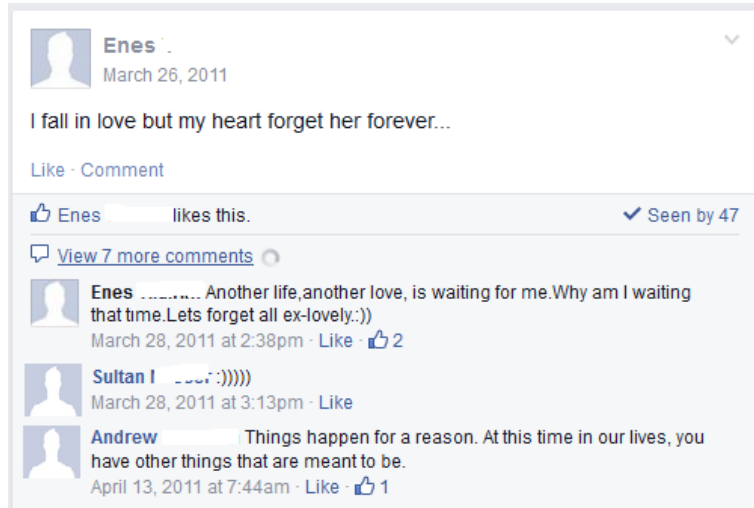 Enes
March 26, 2011
I fall in love but my heart forget her forever...
Like · Comment
Enes likes this.
Seen by 47
View 7 more comments
Enes Another life,another love, is waiting for me.Why am I waiting
that time.Lets forget all ex-lovely.:))
March 28, 2011 at 2:38pm · Like · 2
Sultan :)))))
March 28, 2011 at 3:13pm · Like
Andrew Things happen for a reason. At this time in our lives, you
have other things that are meant to be.
April 13, 2011 at 7:44am · Like · 1